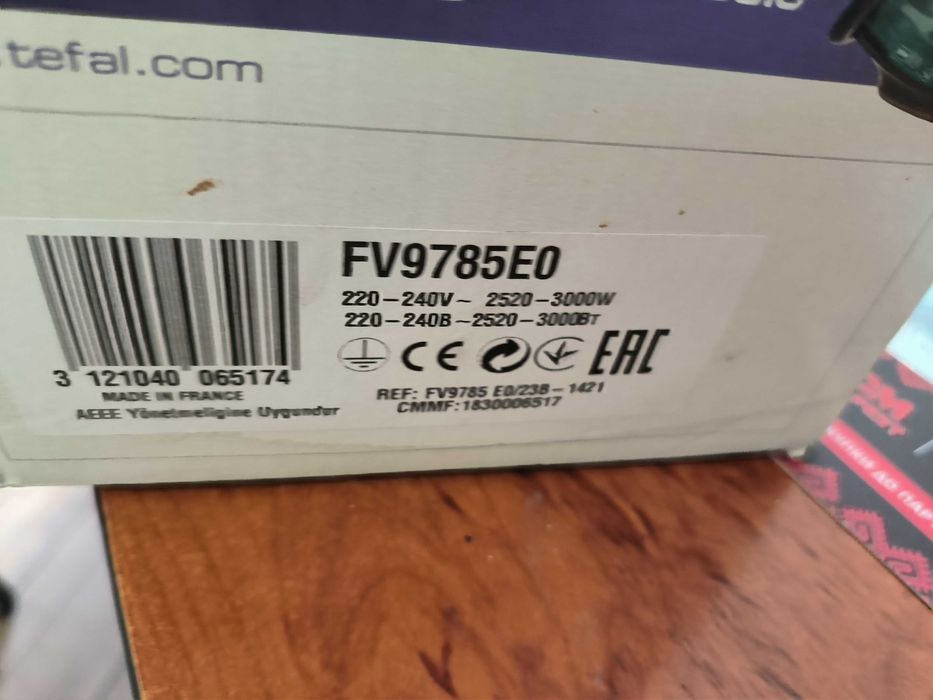 .tefal.com
FV9785E0
220-240V~ 2520-3000W
220-240В~2520-3000Вт
CE EAC
3 121040 065174
MADE IN FRANCE
AEEE Yönetmeligine Uygundur
REF: FV9785 E0/23B-1421
CMMF:1830006517